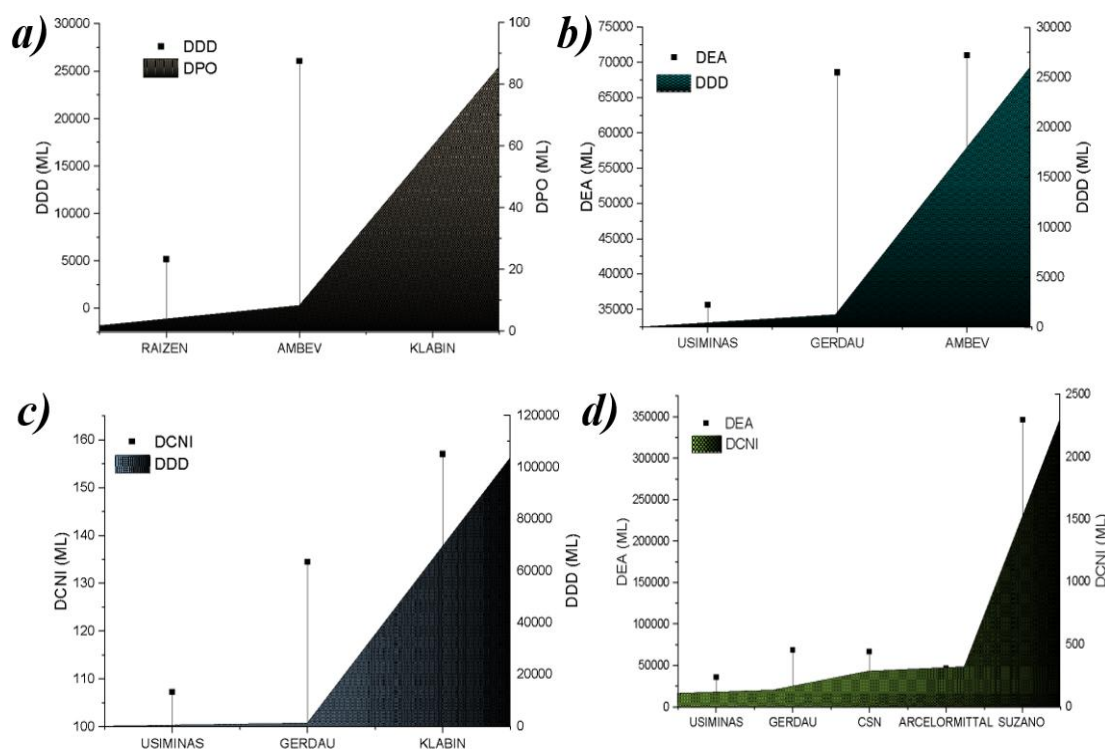 a)
30000
25000
20000
15000
10000
5000
0
DDD (ML)
DDD
DPO
100
80
60
40
20
0
DPO (ML)
RAIZEN AMBEV KLABIN
b)
75000
70000
65000
60000
55000
50000
45000
40000
35000
DEA (ML)
DEA
DDD
30000
25000
20000
15000
10000
5000
0
DDD (ML)
USIMINAS GERDAU AMBEV
c)
160
150
140
130
120
110
100
DCNI (ML)
DCNI
DDD
120000
100000
80000
60000
40000
20000
0
DDD (ML)
USIMINAS GERDAU KLABIN
d)
350000
300000
250000
200000
150000
100000
50000
0
DEA (ML)
DEA
DCNI
2500
2000
1500
1000
500
0
DCNI (ML)
USIMINAS GERDAU CSN ARCELORMITTAL SUZANO